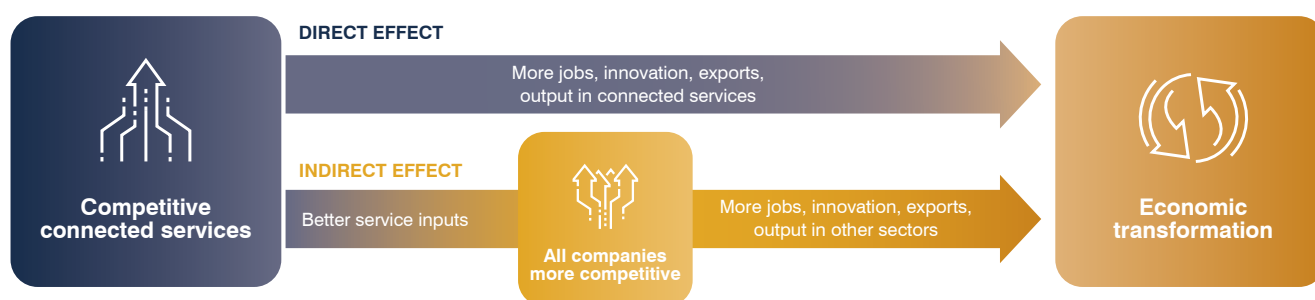 DIRECT EFFECT
More jobs, innovation, exports,
output in connected services
Competitive
connected services
INDIRECT EFFECT
Better service inputs
All companies
more competitive
More jobs, innovation, exports,
output in other sectors
Economic
transformation